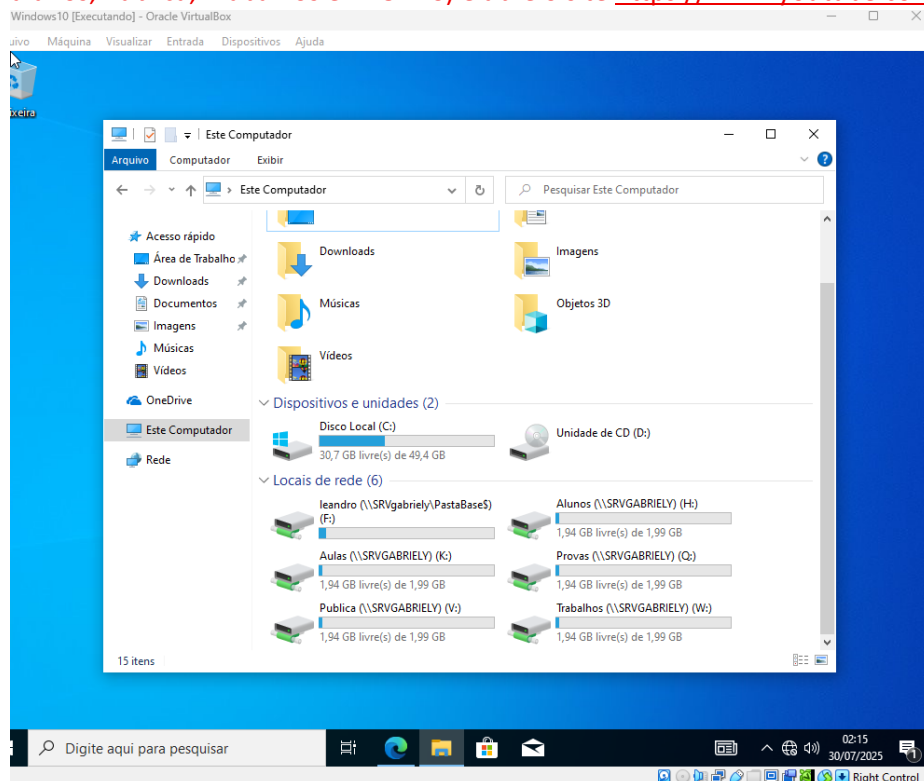 Windows10 [Executando] - Oracle VirtualBox
Máquina Visualizar Entrada Dispositivos Ajuda
Este Computador
Arquivo Computador Exibir
Este Computador
Pesquisar Este Computador
Acesso rápido
Área de Trabalho
Downloads
Documentos
Imagens
Músicas
Vídeos
OneDrive
Este Computador
Rede
Downloads
Imagens
Músicas
Objetos 3D
Vídeos
Dispositivos e unidades (2)
Disco Local (C:)
30,7 GB livre(s) de 49,4 GB
Unidade de CD (D:)
Locais de rede (6)
leandro (\\SRVgabriely\PastaBase$)
(F:)
Alunos (\\SRVGABRIELY) (H:)
1,94 GB livre(s) de 1,99 GB
Aulas (\\SRVGABRIELY) (K:)
1,94 GB livre(s) de 1,99 GB
Provas (\\SRVGABRIELY) (Q:)
1,94 GB livre(s) de 1,99 GB
Publica (\\SRVGABRIELY) (V:)
1,94 GB livre(s) de 1,99 GB
Trabalhos (\\SRVGABRIELY) (W:)
1,94 GB livre(s) de 1,99 GB
15 itens
Digite aqui para pesquisar
02:15
30/07/2025
1
Right Control